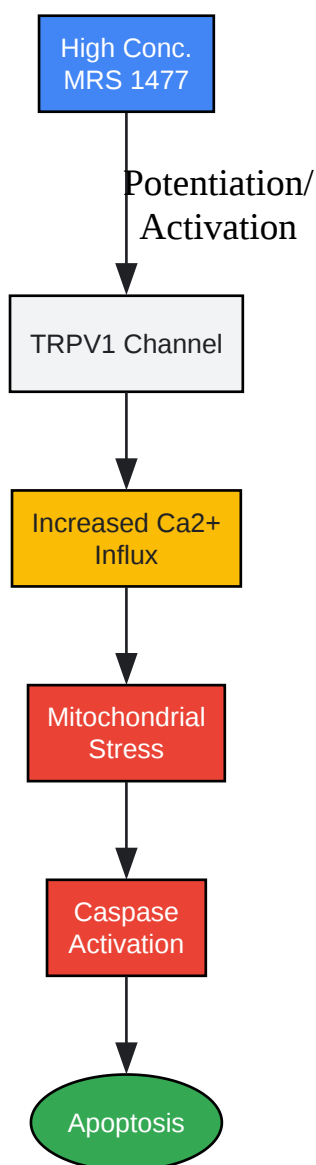 High Conc.
MRS 1477
Potentiation/
Activation
TRPV1 Channel
Increased Ca2+
Influx
Mitochondrial
Stress
Caspase
Activation
Apoptosis